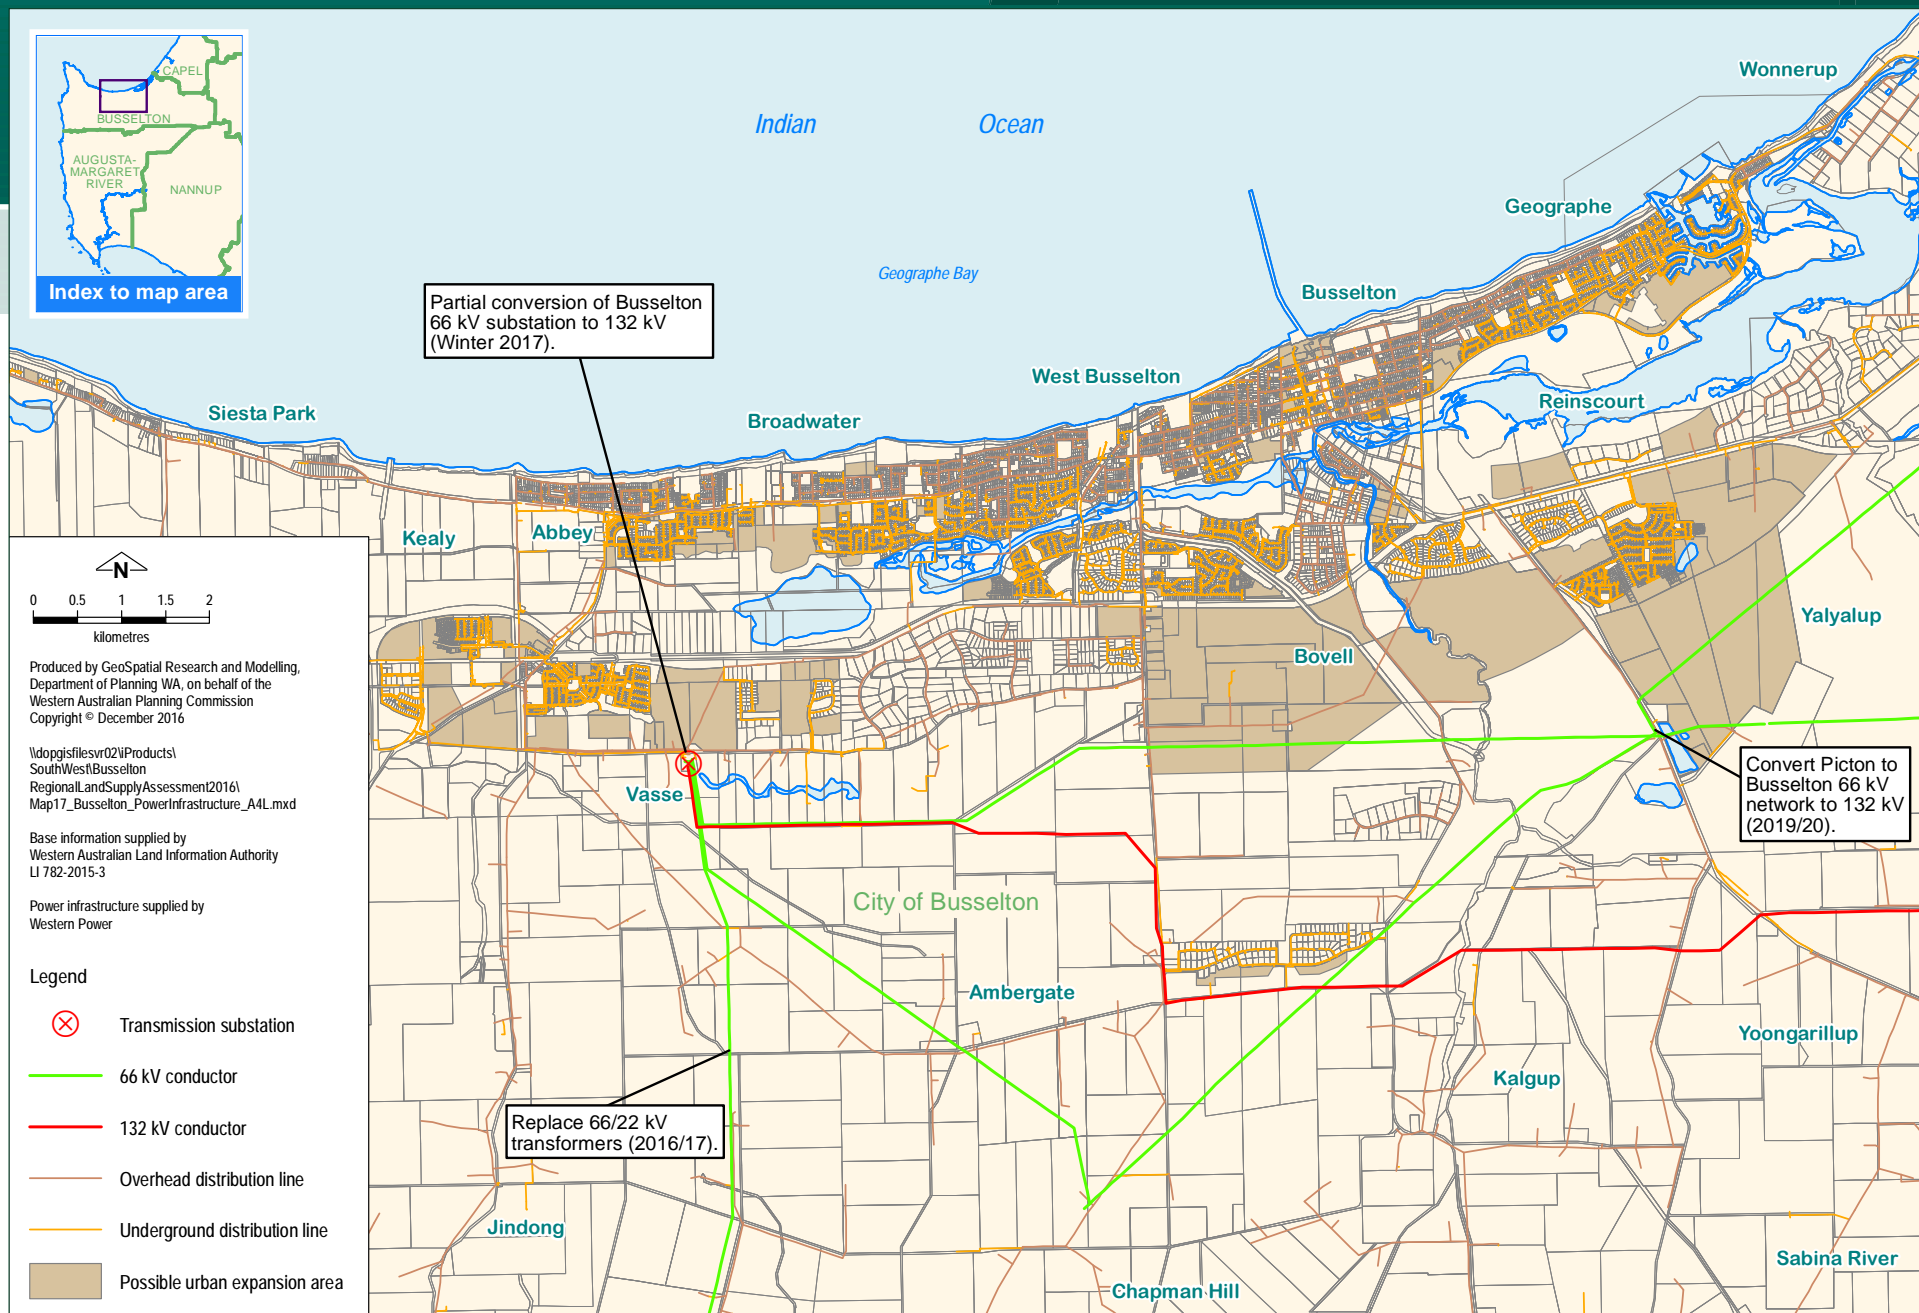 CAPEL
BUSSELTON
AUGUSTA-
MARGARET
RIVER
NANNUP
Index to map area
Indian Ocean
Geographe Bay
Wonnerup
Geographe
Busselton
West Busselton
Reinscourt
Broadwater
Siesta Park
Kealy
Abbey
Yalyalup
Bovell
Vasse
City of Busselton
Ambergate
Yoongarillup
Kalgup
Jindong
Chapman Hill
Sabina River
Partial conversion of Busselton
66 kV substation to 132 kV
(Winter 2017).
Convert Picton to
Busselton 66 kV
network to 132 kV
(2019/20).
Replace 66/22 kV
transformers (2016/17).
N
0 0.5 1 1.5 2
kilometres
Produced by GeoSpatial Research and Modelling,
Department of Planning WA, on behalf of the
Western Australian Planning Commission
Copyright © December 2016
\\dopgisfilesvr02\iProducts\
SouthWest\Busselton
RegionalLandSupplyAssessment2016\
Map17_Busselton_PowerInfrastructure_A4L.mxd
Base information supplied by
Western Australian Land Information Authority
LI 782-2015-3
Power infrastructure supplied by
Western Power
Legend
Transmission substation
66 kV conductor
132 kV conductor
Overhead distribution line
Underground distribution line
Possible urban expansion area